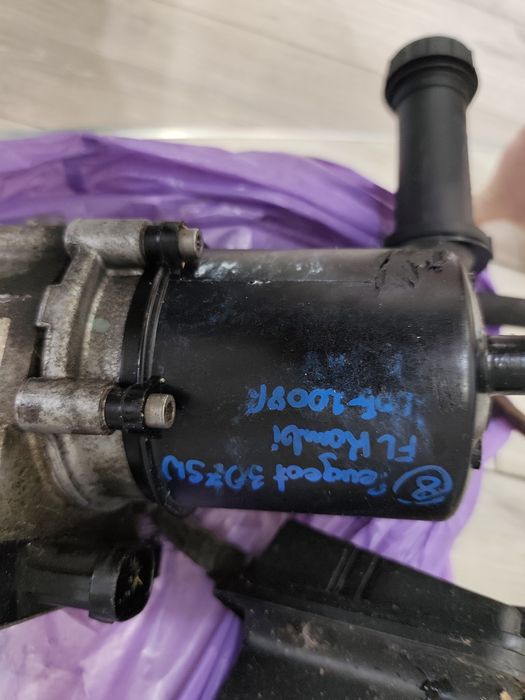 ⑧ Peugeot 307SW
FL Kombi
2008R